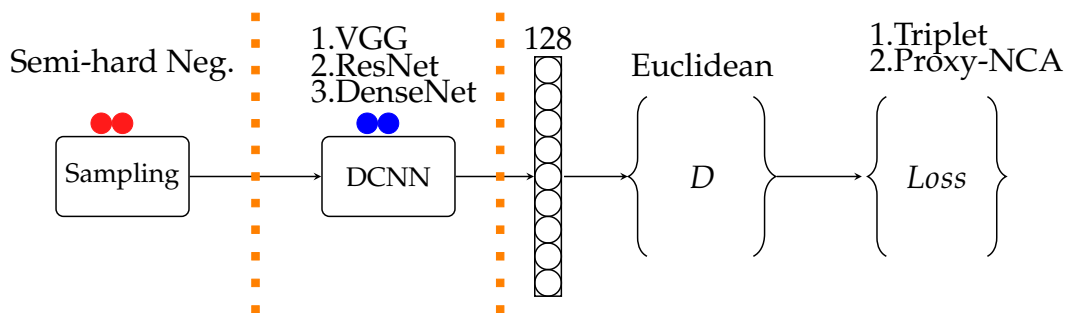 Semi-hard Neg.
Sampling
1.VGG
2.ResNet
3.DenseNet
DCNN
128
Euclidean
D
1.Triplet
2.Proxy-NCA
Loss